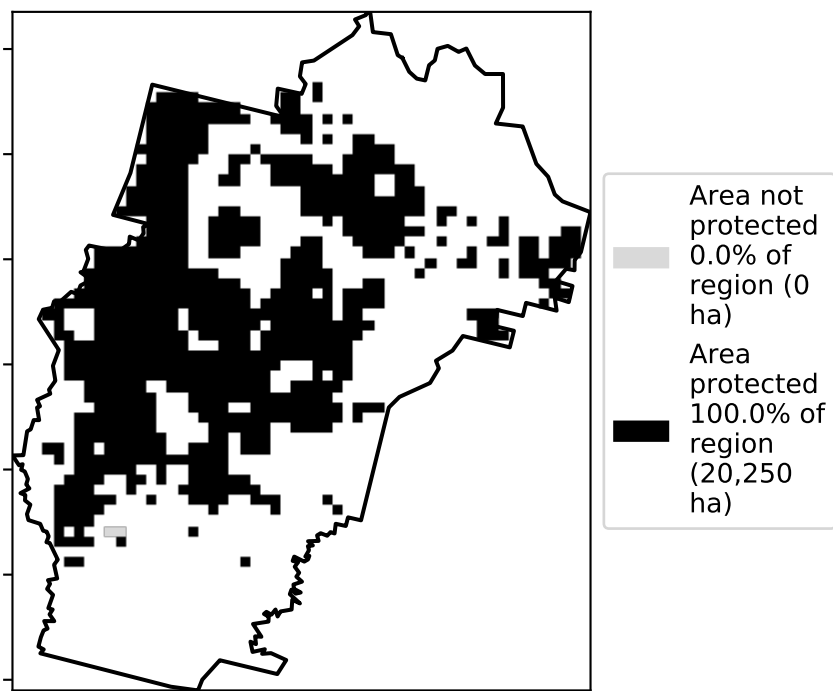 Area not
protected
0.0% of
region (0
ha)
Area
protected
100.0% of
region
(20,250
ha)